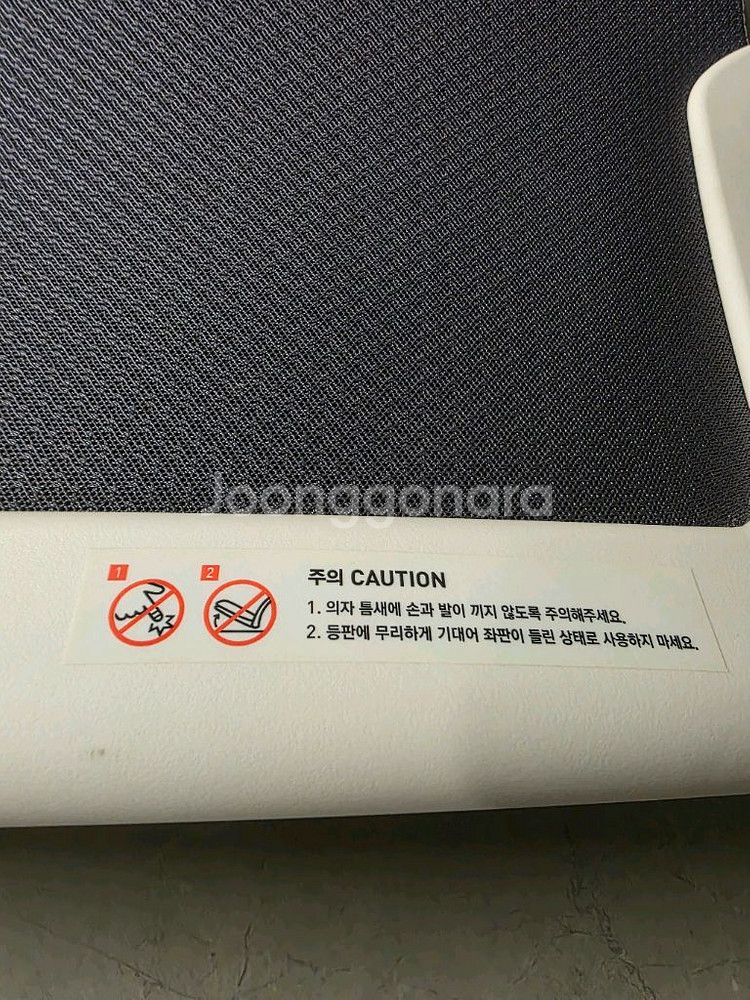 Joonggonara
1 2
주의 CAUTION
1. 의자 틈새에 손과 발이 끼지 않도록 주의해주세요.
2. 등판에 무리하게 기대어 좌판이 들린 상태로 사용하지 마세요.